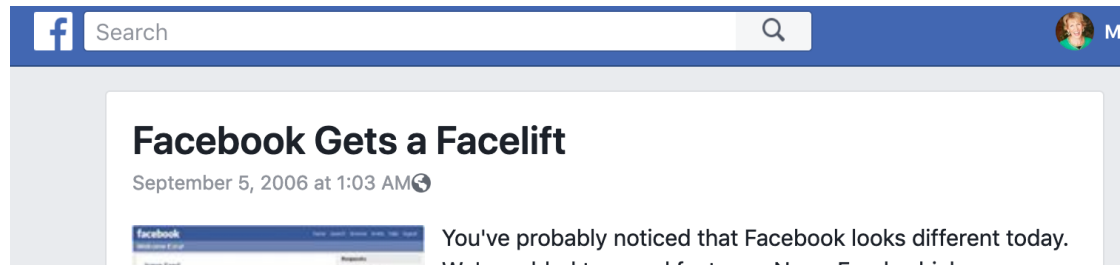 f
Search
M
Facebook Gets a Facelift
September 5, 2006 at 1:03 AM
facebook
You've probably noticed that Facebook looks different today.